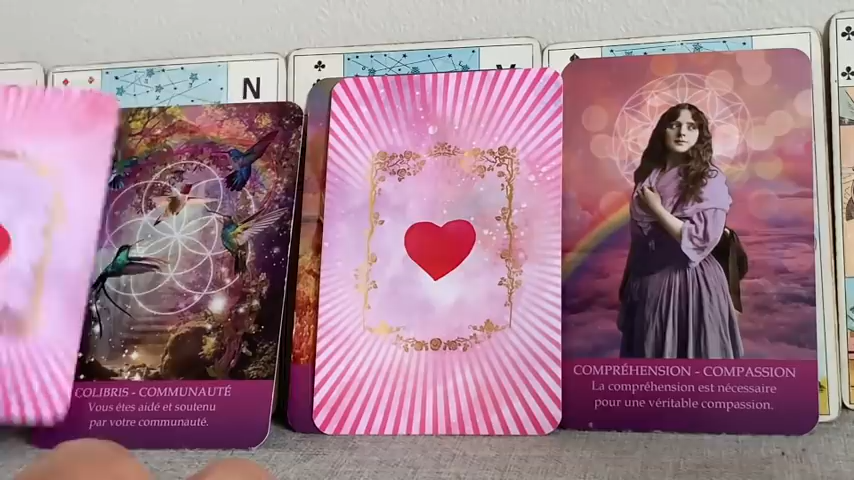 N
COLIBRIS - COMMUNAUTÉ
Vous êtes aidé et soutenu
par votre communauté.
COMPRÉHENSION - COMPASSION
La compréhension est nécessaire
pour une véritable compassion.